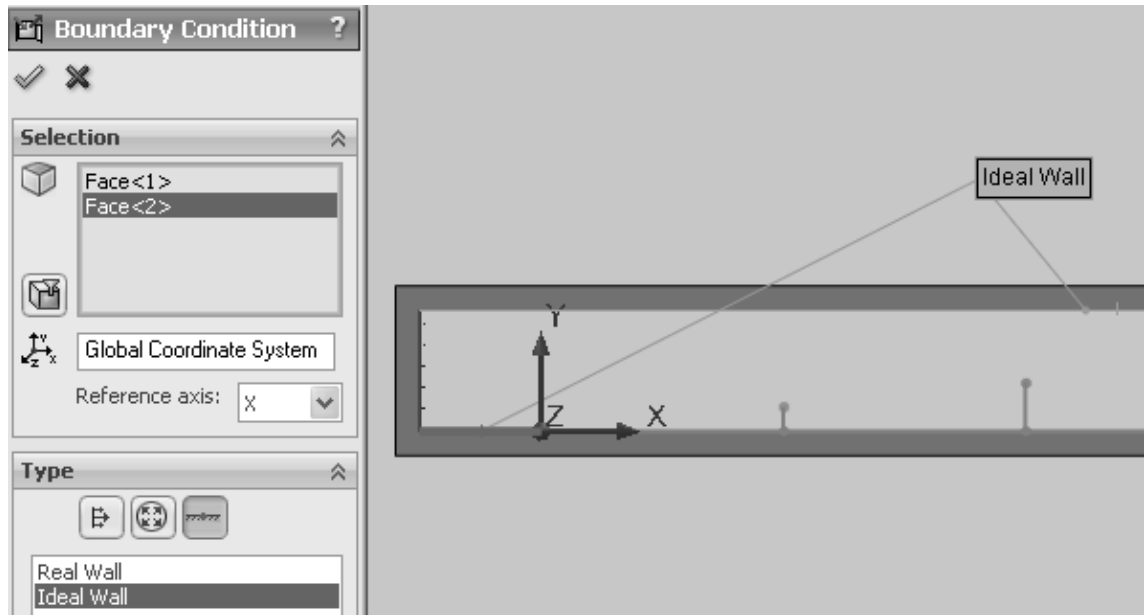 Boundary Condition ?
Selection
Face<1>
Face<2>
Global Coordinate System
Reference axis: X
Type
Real Wall
Ideal Wall
Ideal Wall
Y
Z
X